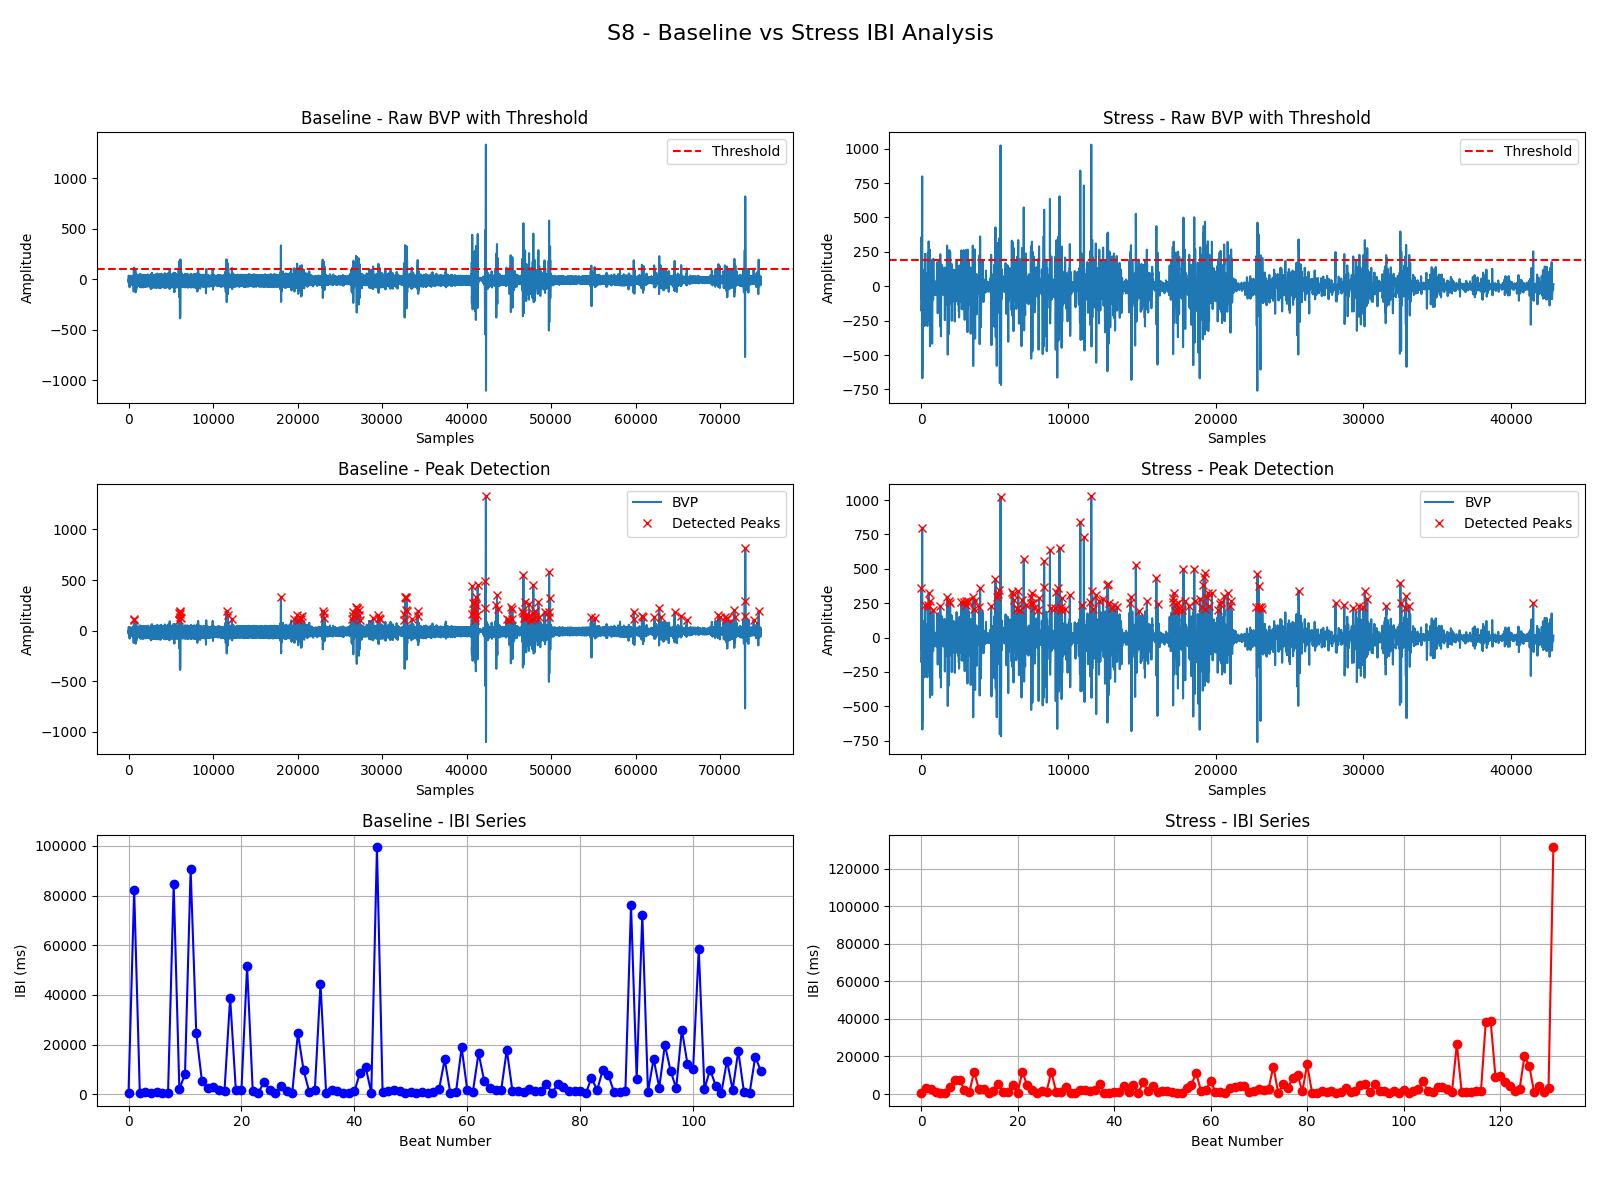 S8 - Baseline vs Stress IBI Analysis
Baseline - Raw BVP with Threshold
Threshold
Amplitude
1000
500
0
−500
−1000
0 10000 20000 30000 40000 50000 60000 70000
Samples
Stress - Raw BVP with Threshold
Threshold
Amplitude
1000
750
500
250
0
−250
−500
−750
0 10000 20000 30000 40000
Samples
Baseline - Peak Detection
BVP
Detected Peaks
Amplitude
1000
500
0
−500
−1000
0 10000 20000 30000 40000 50000 60000 70000
Samples
Stress - Peak Detection
BVP
Detected Peaks
Amplitude
1000
750
500
250
0
−250
−500
−750
0 10000 20000 30000 40000
Samples
Baseline - IBI Series
IBI (ms)
100000
80000
60000
40000
20000
0
0 20 40 60 80 100
Beat Number
Stress - IBI Series
IBI (ms)
120000
100000
80000
60000
40000
20000
0
0 20 40 60 80 100 120
Beat Number